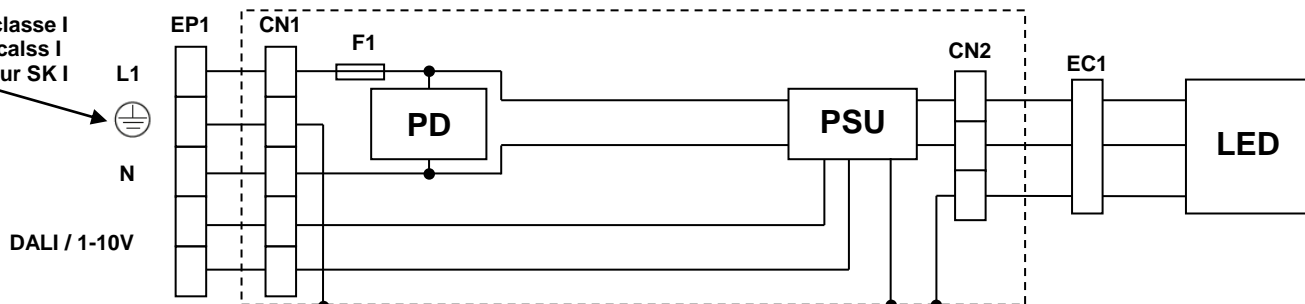 classe I
calss I
ur SK I
EP1
CN1
F1
CN2
EC1
L1
PD
PSU
LED
N
DALI / 1-10V